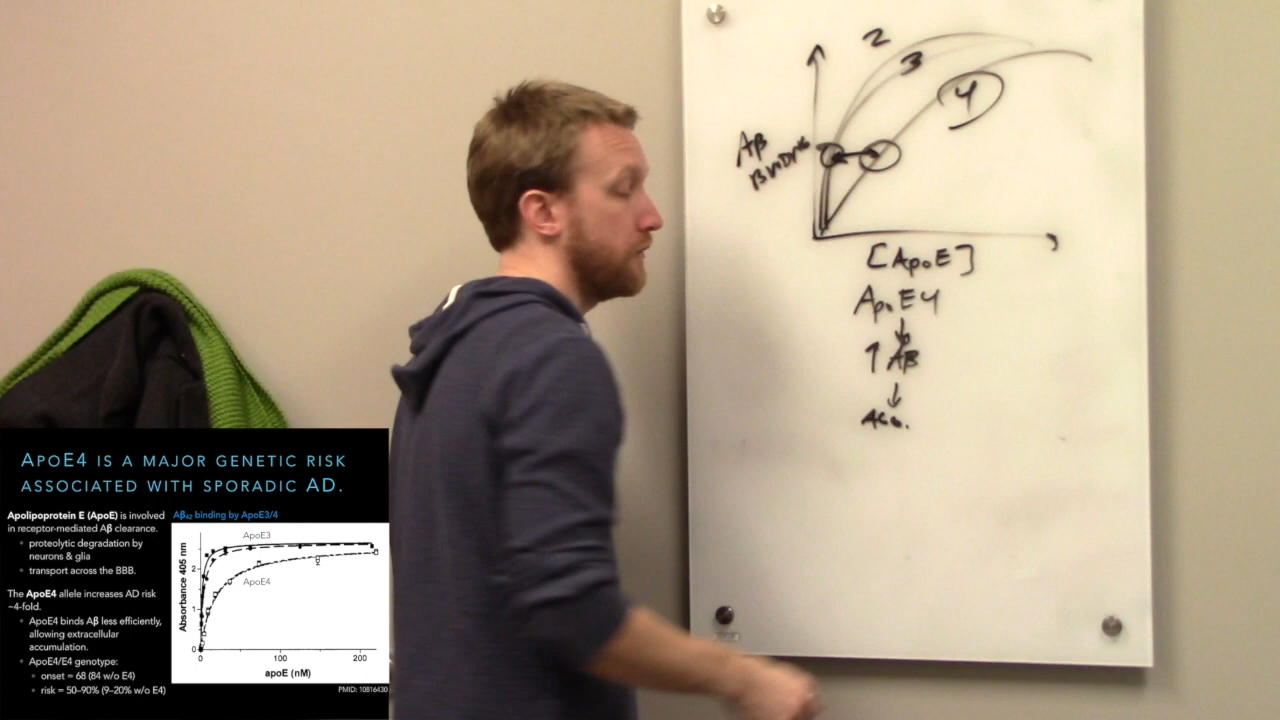 2
3
4
Aβ
BINDING
[ApoE]
ApoE4
↓
↑ Aβ
↓
AGG.
APOE4 IS A MAJOR GENETIC RISK
ASSOCIATED WITH SPORADIC AD.
Apolipoprotein E (ApoE) is involved
in receptor-mediated Aβ clearance.
• proteolytic degradation by
neurons & glia
• transport across the BBB.
The ApoE4 allele increases AD risk
~4-fold.
• ApoE4 binds Aβ less efficiently,
allowing extracellular
accumulation.
• ApoE4/E4 genotype:
• onset = 68 (84 w/o E4)
• risk = 50–90% (9–20% w/o E4)
Aβ42 binding by ApoE3/4
ApoE3
ApoE4
Absorbance 405 nm
2
1
0
0 100 200
apoE (nM)
PMID: 10816430